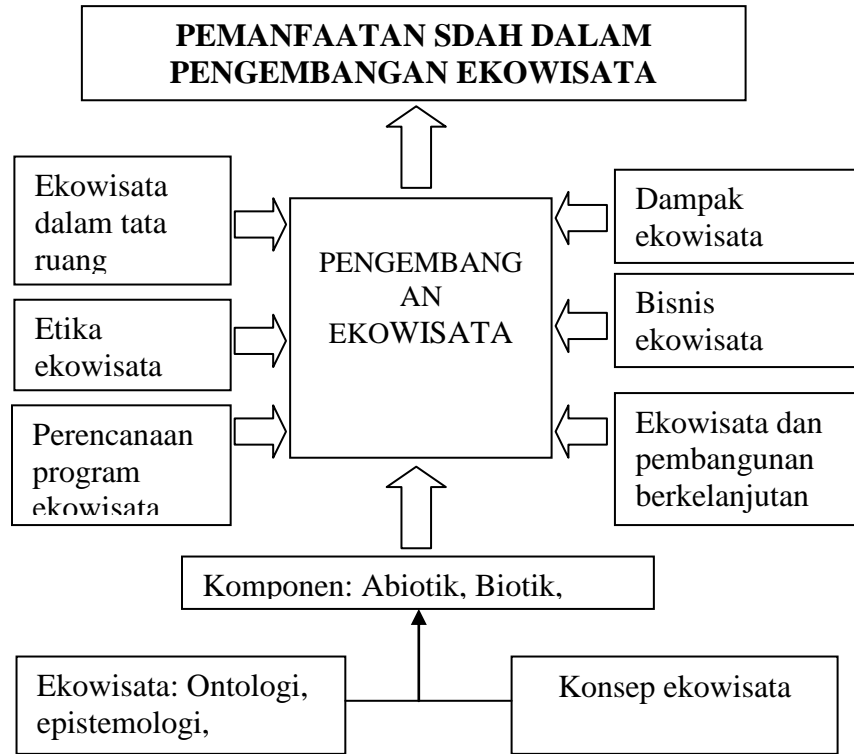 PEMANFAATAN SDAH DALAM
PENGEMBANGAN EKOWISATA
Ekowisata
dalam tata
ruang
Etika
ekowisata
Perencanaan
program
ekowisata
PENGEMBANG
AN
EKOWISATA
Dampak
ekowisata
Bisnis
ekowisata
Ekowisata dan
pembangunan
berkelanjutan
Komponen: Abiotik, Biotik,
Ekowisata: Ontologi,
epistemologi,
Konsep ekowisata